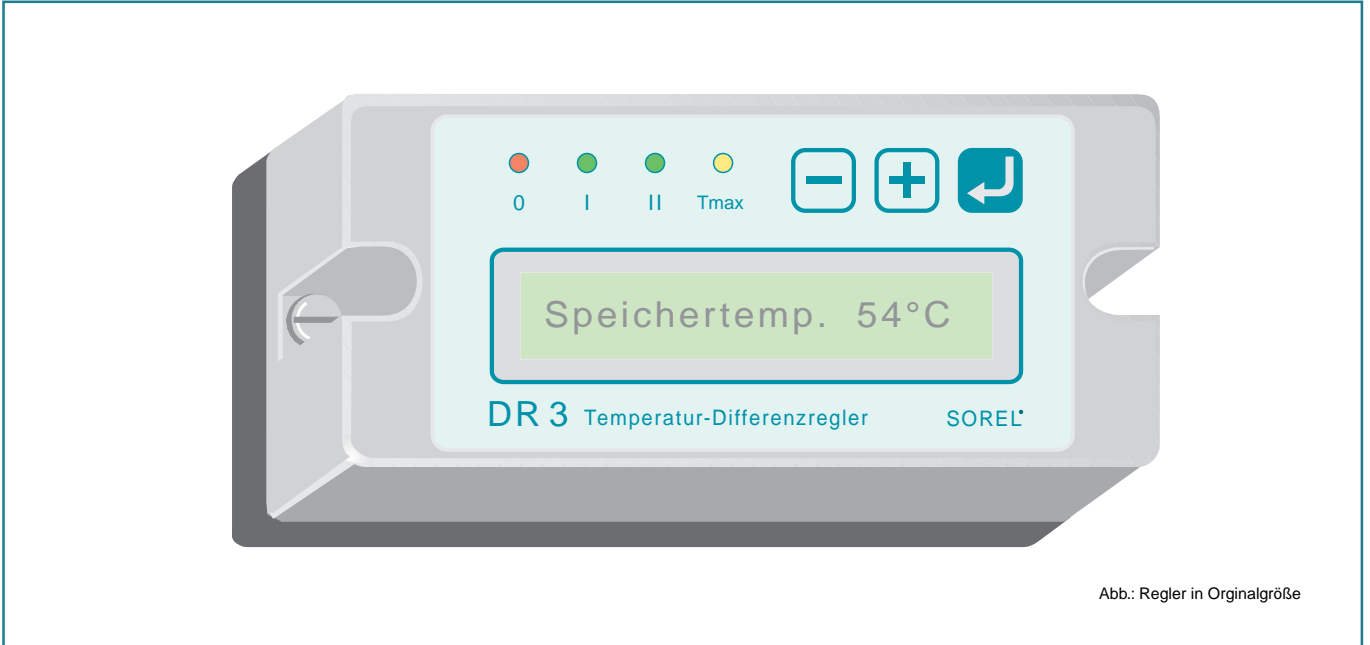 0 I II Tmax
Speichertemp. 54°C
DR 3 Temperatur-Differenzregler SOREL
Abb.: Regler in Orginalgröße